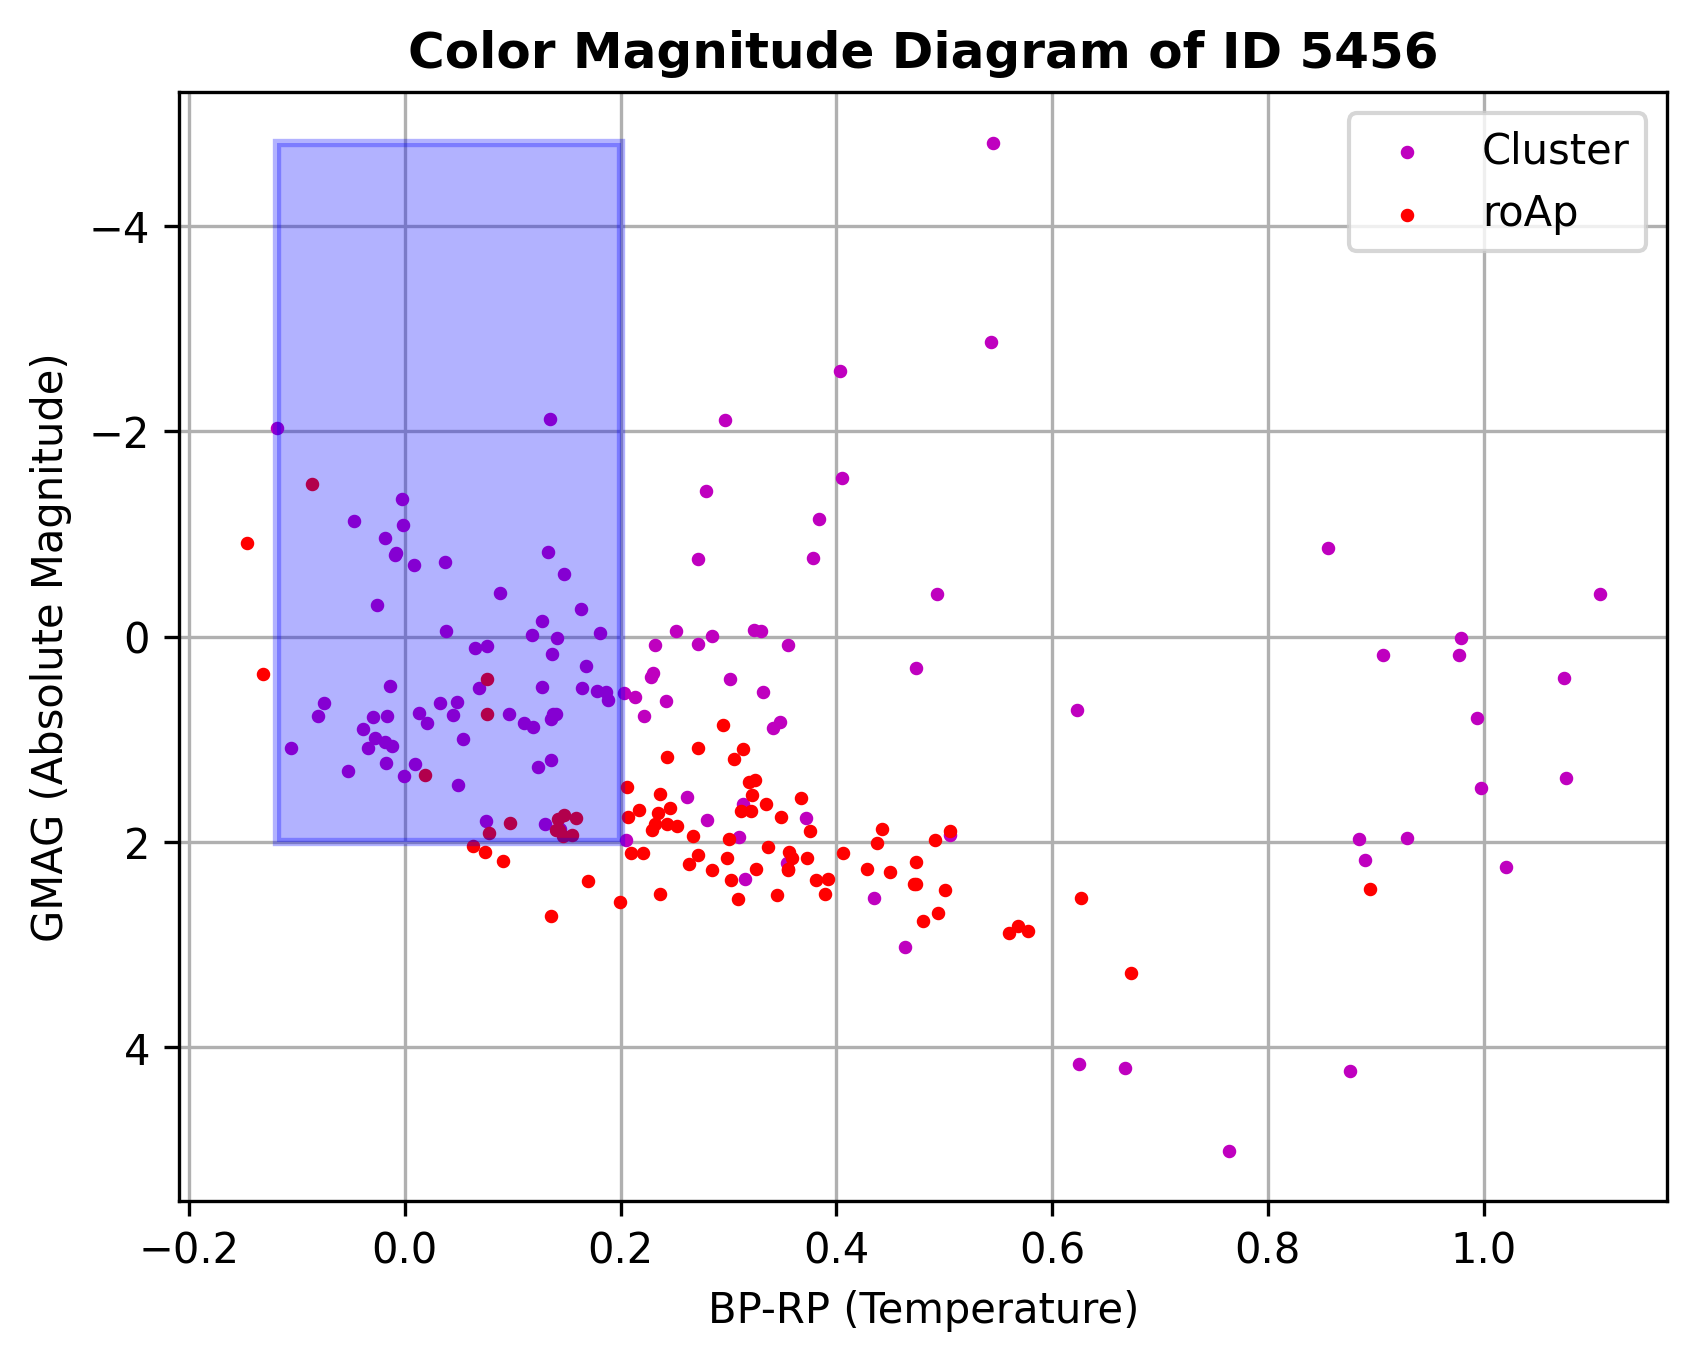 Color Magnitude Diagram of ID 5456
Cluster
roAp
GMAG (Absolute Magnitude)
−4
−2
0
2
4
−0.2 0.0 0.2 0.4 0.6 0.8 1.0
BP-RP (Temperature)